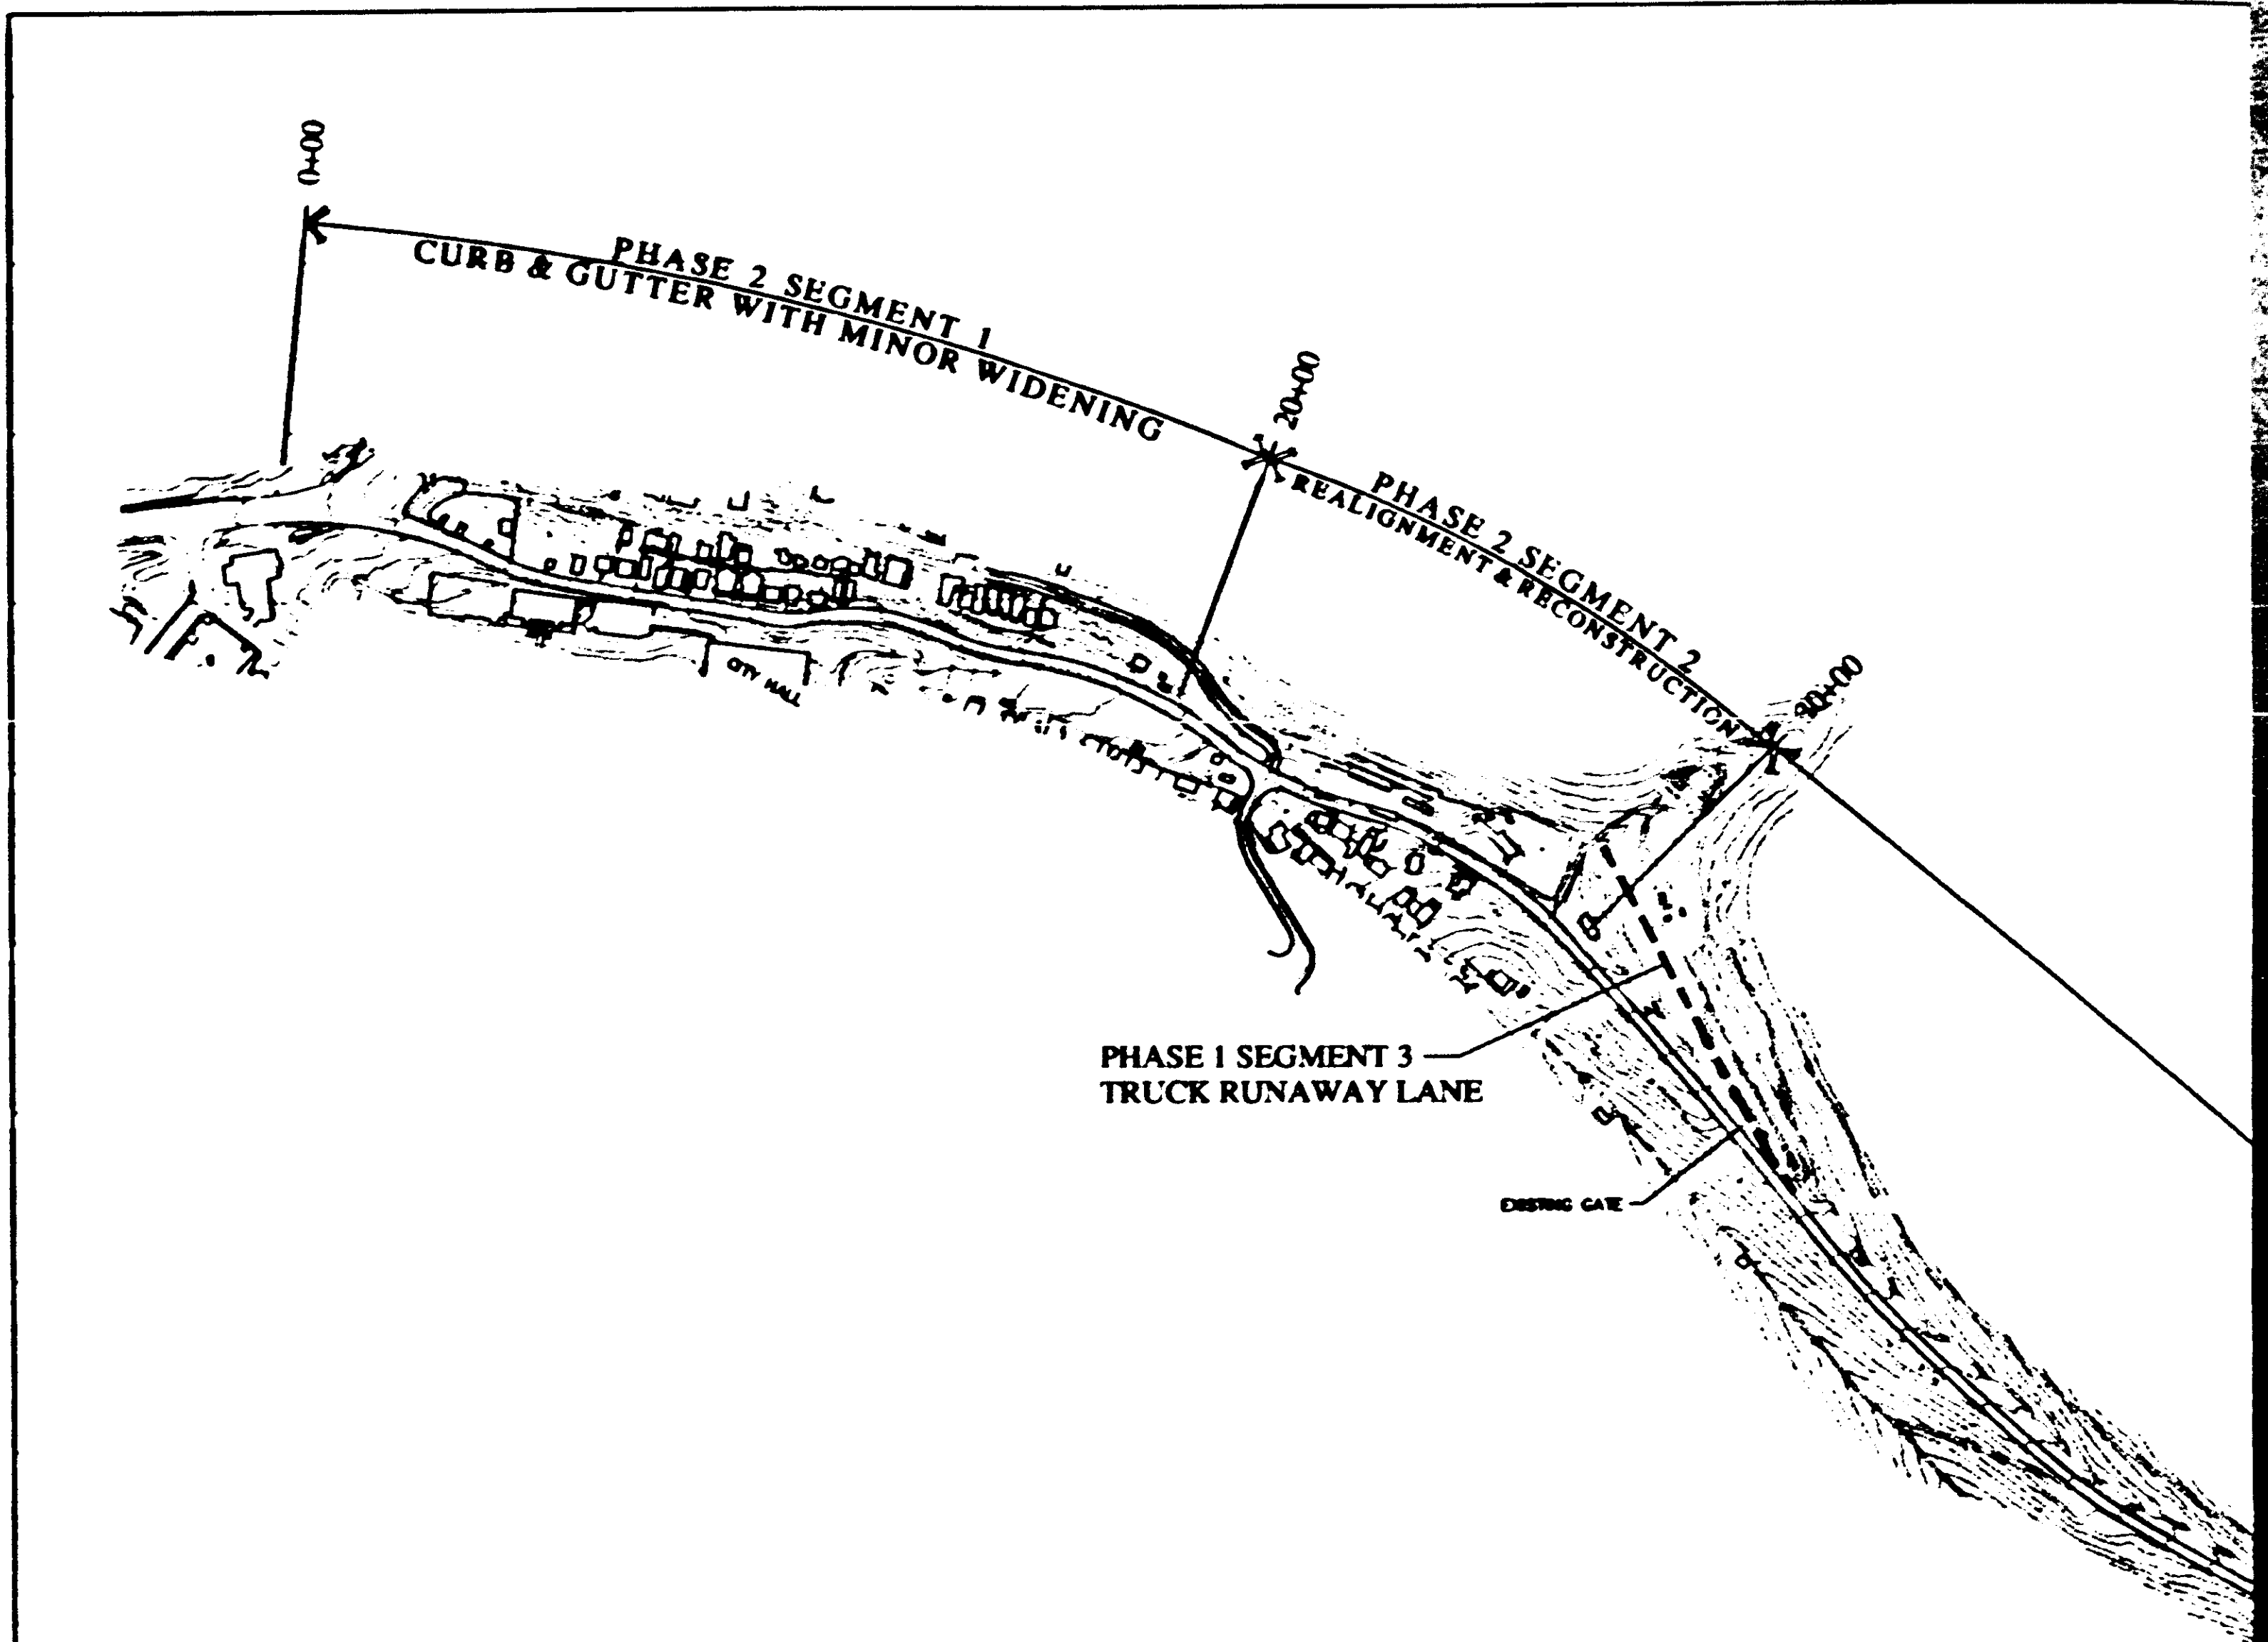 0+00
PHASE 2 SEGMENT 1
CURB & GUTTER WITH MINOR WIDENING
20+00
PHASE 2 SEGMENT 2
REALIGNMENT & RECONSTRUCTION
30+00
CITY HALL
PHASE 1 SEGMENT 3
TRUCK RUNAWAY LANE
EXISTING GATE